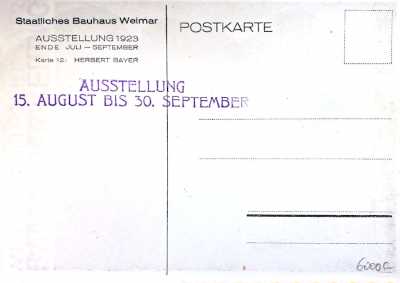 Staatliches Bauhaus Weimar
AUSSTELLUNG 1923
ENDE JULI — SEPTEMBER
Karte 12: HERBERT BAYER
POSTKARTE
AUSSTELLUNG
15. AUGUST BIS 30. SEPTEMBER